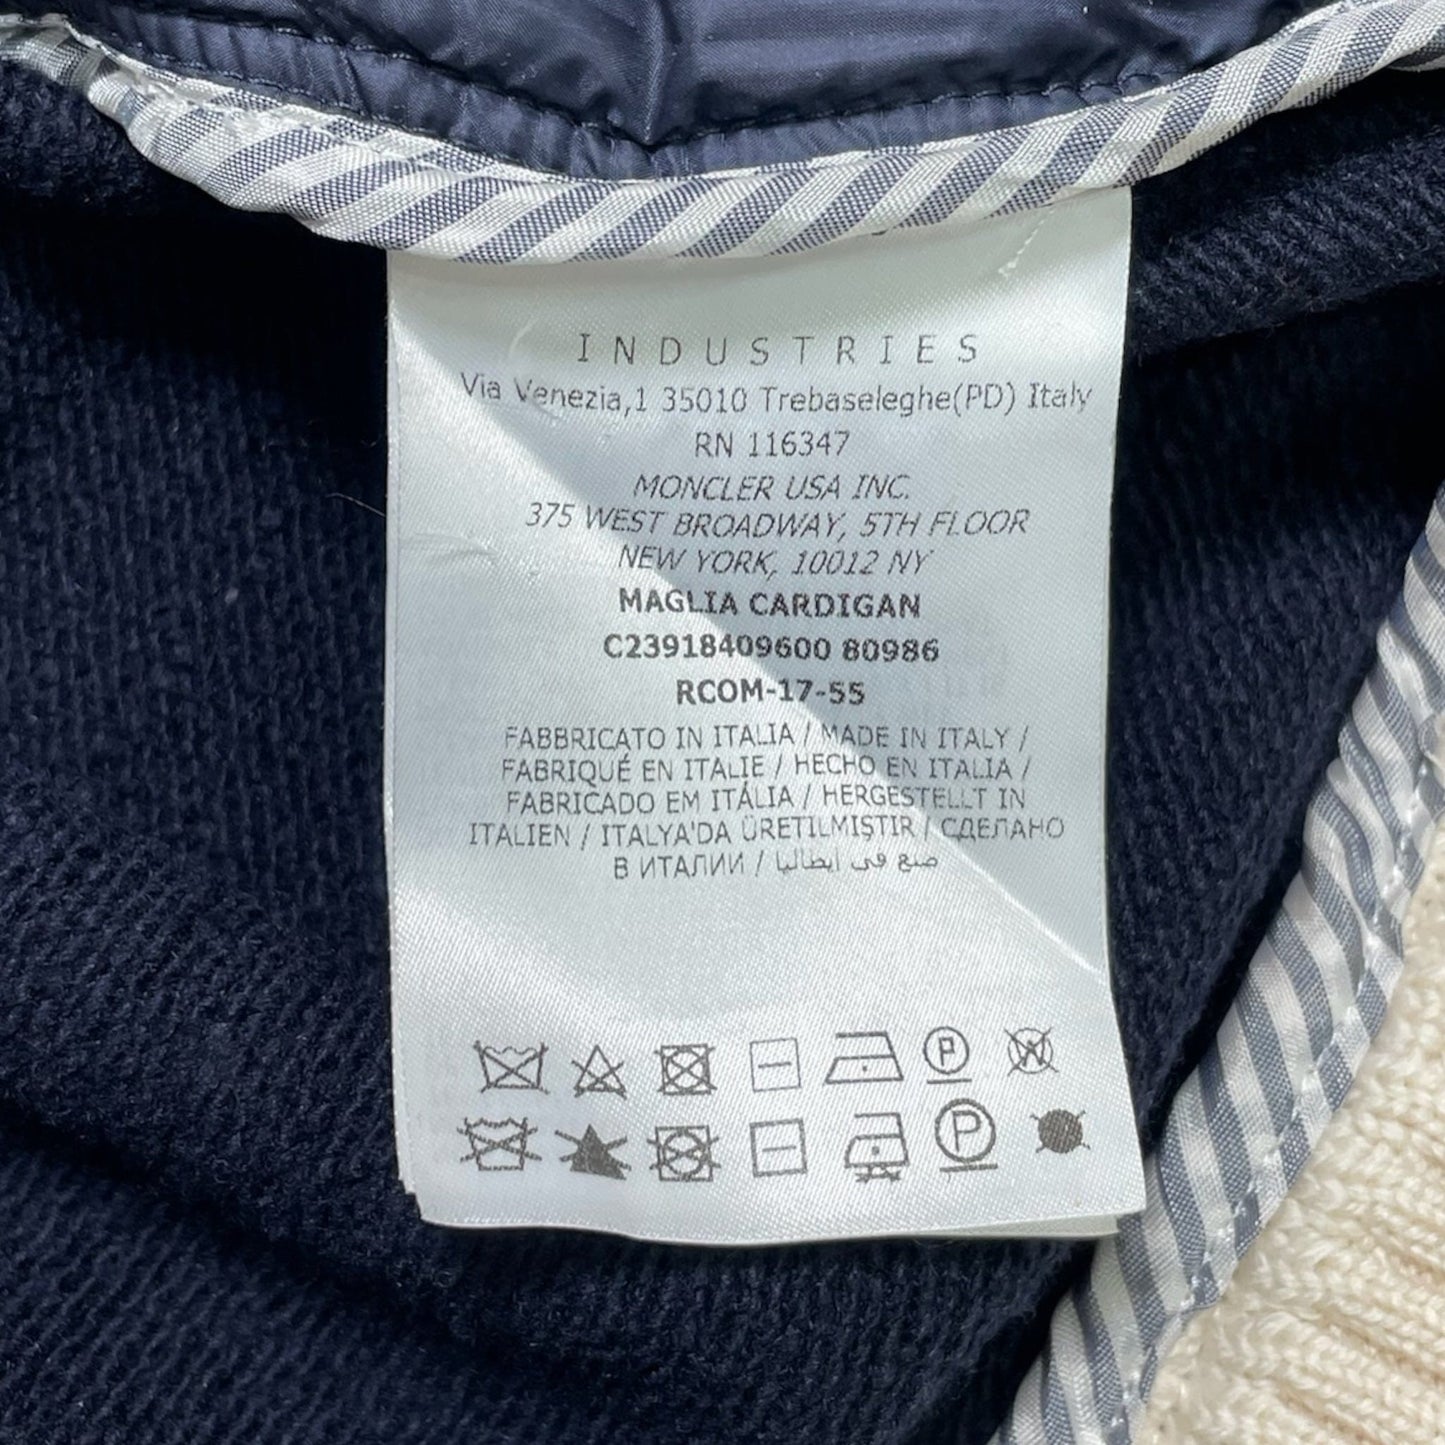 INDUSTRIES
Via Venezia,1 35010 Trebaseleghe(PD) Italy
RN 116347
MONCLER USA INC.
375 WEST BROADWAY, 5TH FLOOR
NEW YORK, 10012 NY
MAGLIA CARDIGAN
C23918409600 80986
RCOM-17-55
FABBRICATO IN ITALIA / MADE IN ITALY /
FABRIQUÉ EN ITALIE / HECHO EN ITALIA /
FABRICADO EM ITÁLIA / HERGESTELLT IN
ITALIEN / ITALYA'DA ÜRETILMIŞTIR / СДЕЛАНО
В ИТАЛИИ / صنع في ايطاليا
P W
P